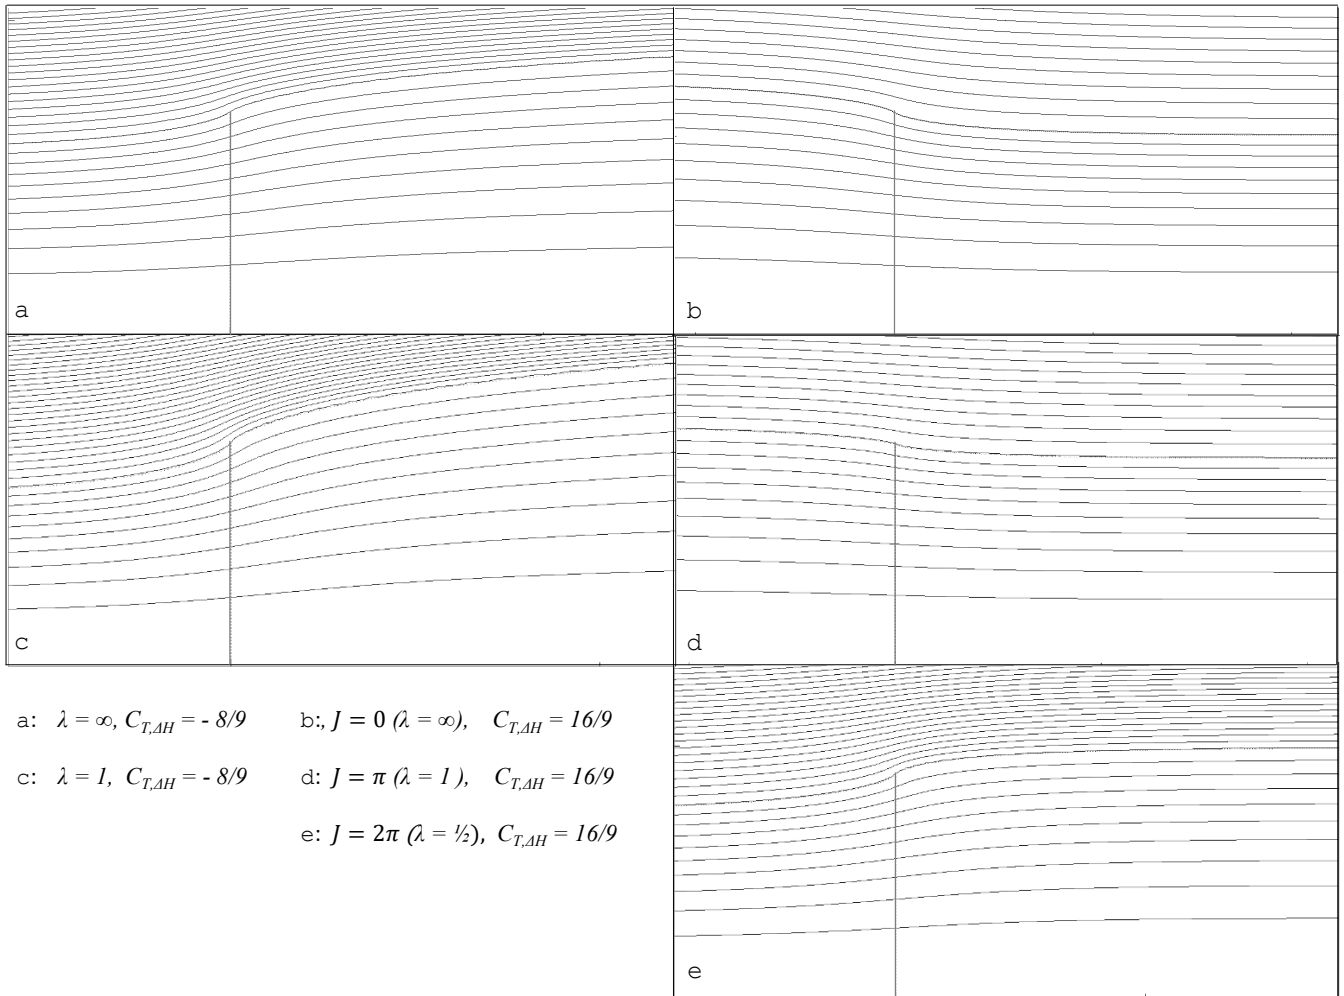 a
b
c
d
e
a: λ = ∞, C_{T,ΔH} = - 8/9
b:, J = 0 (λ = ∞), C_{T,ΔH} = 16/9
c: λ = 1, C_{T,ΔH} = - 8/9
d: J = π (λ = 1 ), C_{T,ΔH} = 16/9
e: J = 2π (λ = ½), C_{T,ΔH} = 16/9